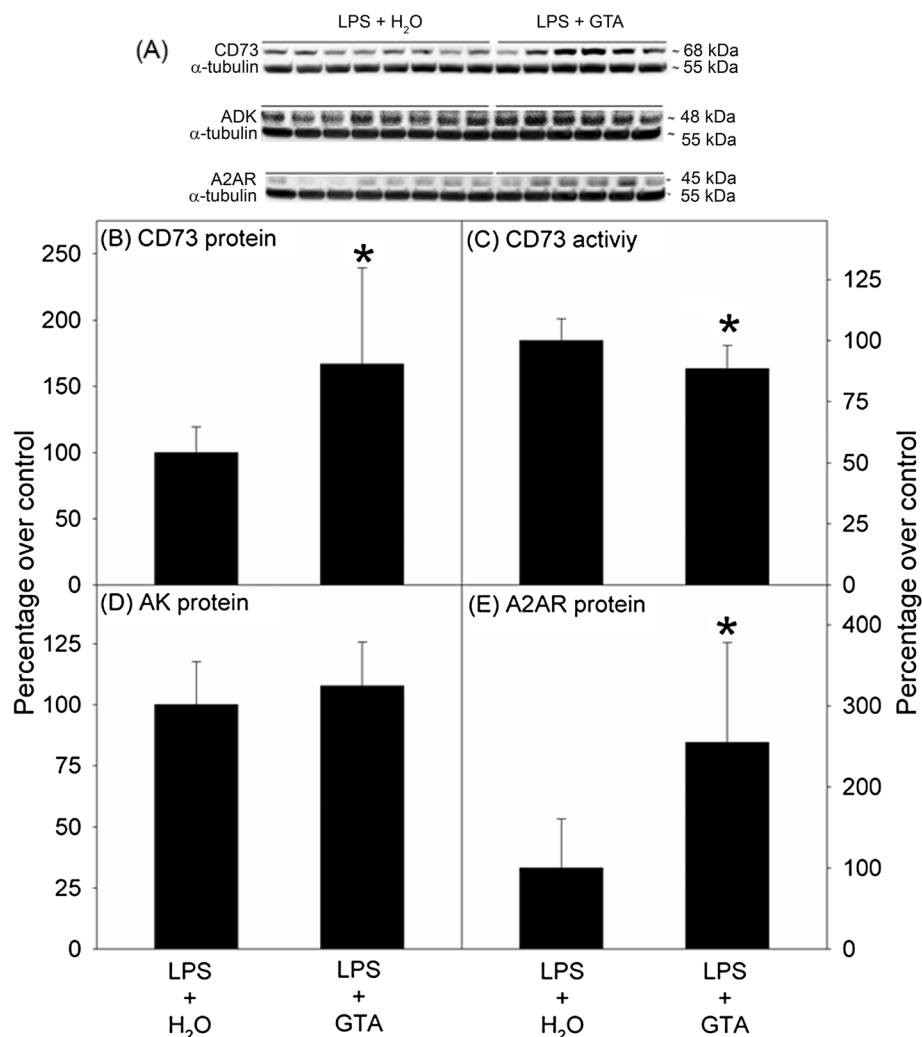 (A)
LPS + H₂O LPS + GTA
CD73 ~ 68 kDa
α-tubulin ~ 55 kDa
ADK ~ 48 kDa
α-tubulin ~ 55 kDa
A2AR ~ 45 kDa
α-tubulin ~ 55 kDa
(B) CD73 protein
250
200
150
100
50
0
*
(C) CD73 activiy
125
100
75
50
25
0
*
Percentage over control
Percentage over control
(D) AK protein
125
100
75
50
25
0
(E) A2AR protein
400
300
200
100
0
*
LPS
+
H₂O
LPS
+
GTA
LPS
+
H₂O
LPS
+
GTA